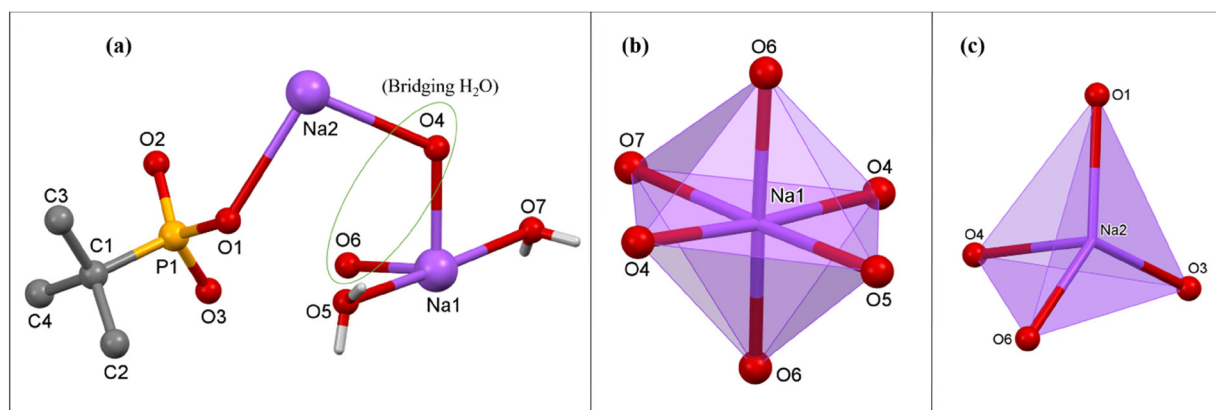 (a)
(Bridging H₂O)
Na2
O4
O2
C3
O7
C1
O1
O6
P1
C4
O3
O5
Na1
C2
(b)
O6
O7
O4
Na1
O4
O5
O6
(c)
O1
O4
Na2
O3
O6